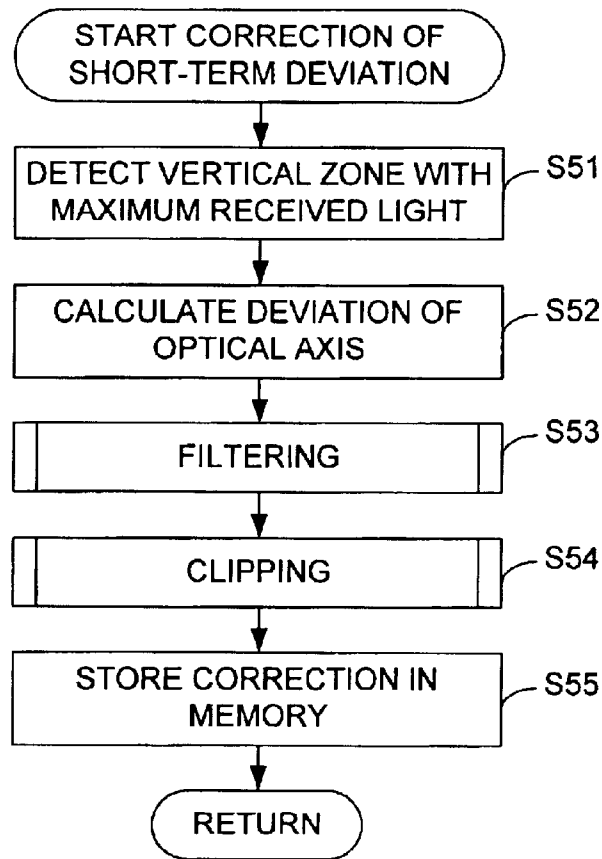 START CORRECTION OF
SHORT-TERM DEVIATION
DETECT VERTICAL ZONE WITH
MAXIMUM RECEIVED LIGHT
S51
CALCULATE DEVIATION OF
OPTICAL AXIS
S52
FILTERING
S53
CLIPPING
S54
STORE CORRECTION IN
MEMORY
S55
RETURN